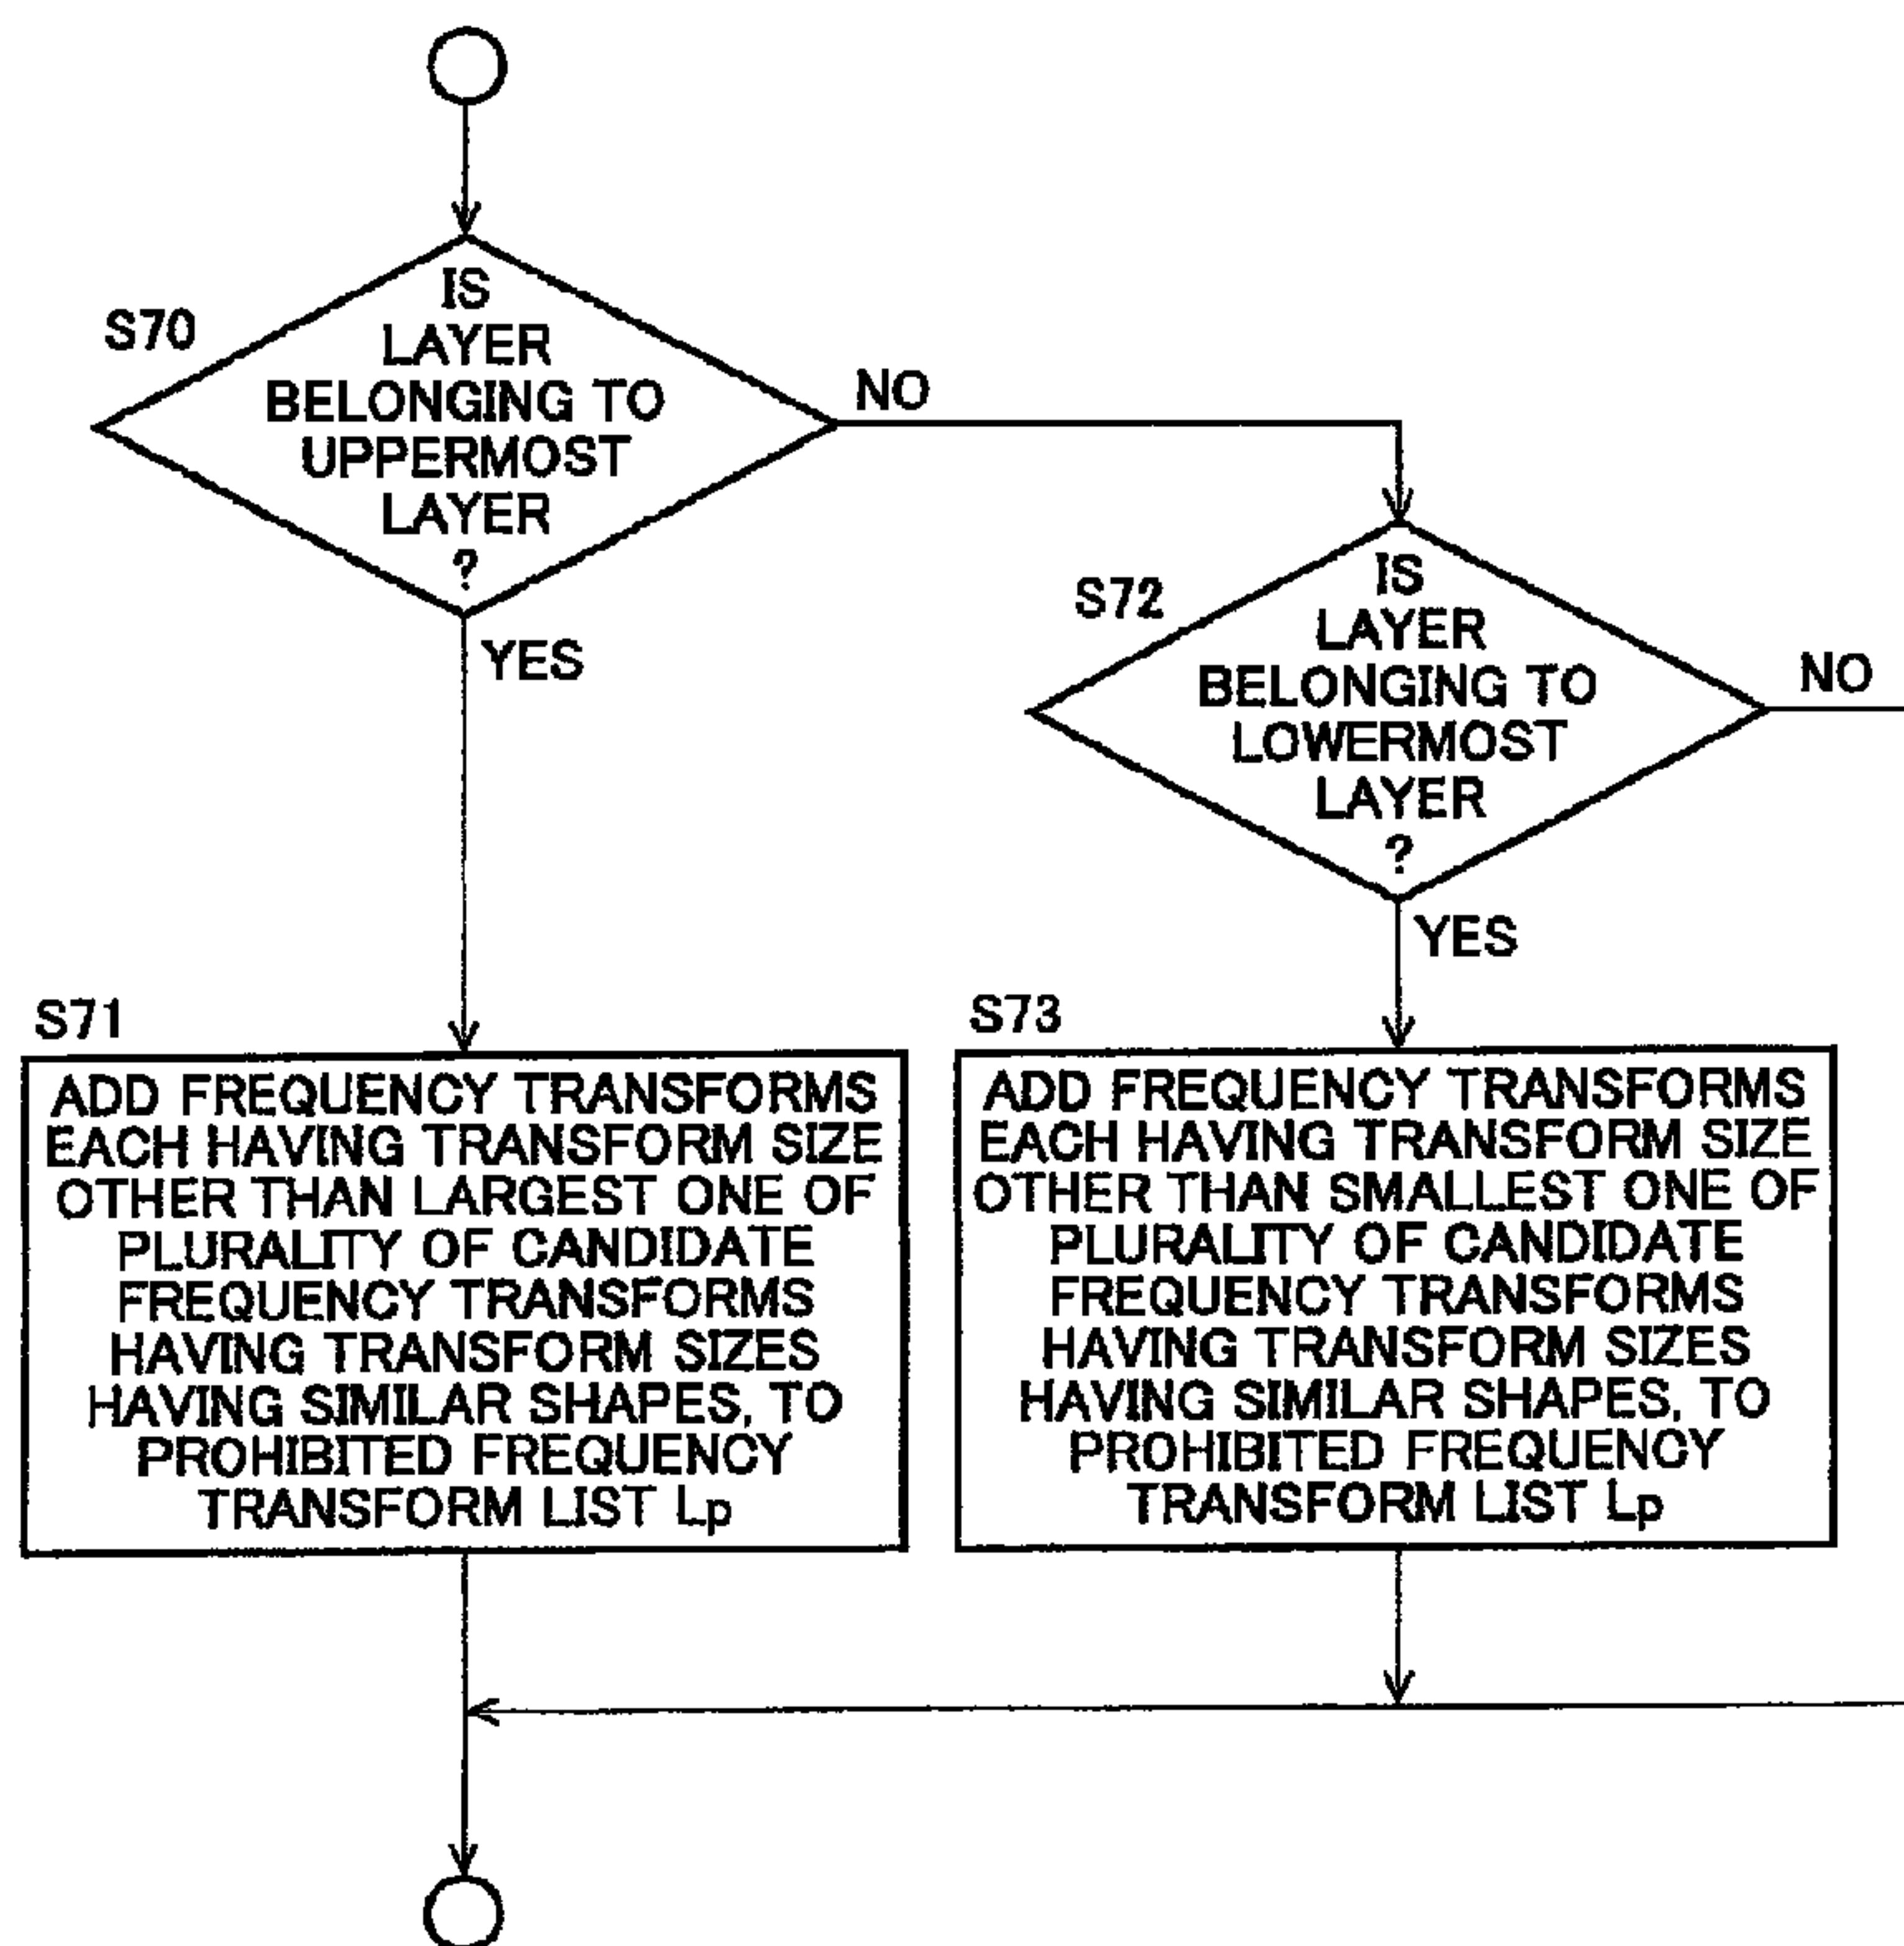 S70
IS
LAYER
BELONGING TO
UPPERMOST
LAYER
?
NO
YES
S72
IS
LAYER
BELONGING TO
LOWERMOST
LAYER
?
NO
YES
S71
ADD FREQUENCY TRANSFORMS
EACH HAVING TRANSFORM SIZE
OTHER THAN LARGEST ONE OF
PLURALITY OF CANDIDATE
FREQUENCY TRANSFORMS
HAVING TRANSFORM SIZES
HAVING SIMILAR SHAPES, TO
PROHIBITED FREQUENCY
TRANSFORM LIST Lp
S73
ADD FREQUENCY TRANSFORMS
EACH HAVING TRANSFORM SIZE
OTHER THAN SMALLEST ONE OF
PLURALITY OF CANDIDATE
FREQUENCY TRANSFORMS
HAVING TRANSFORM SIZES
HAVING SIMILAR SHAPES, TO
PROHIBITED FREQUENCY
TRANSFORM LIST Lp